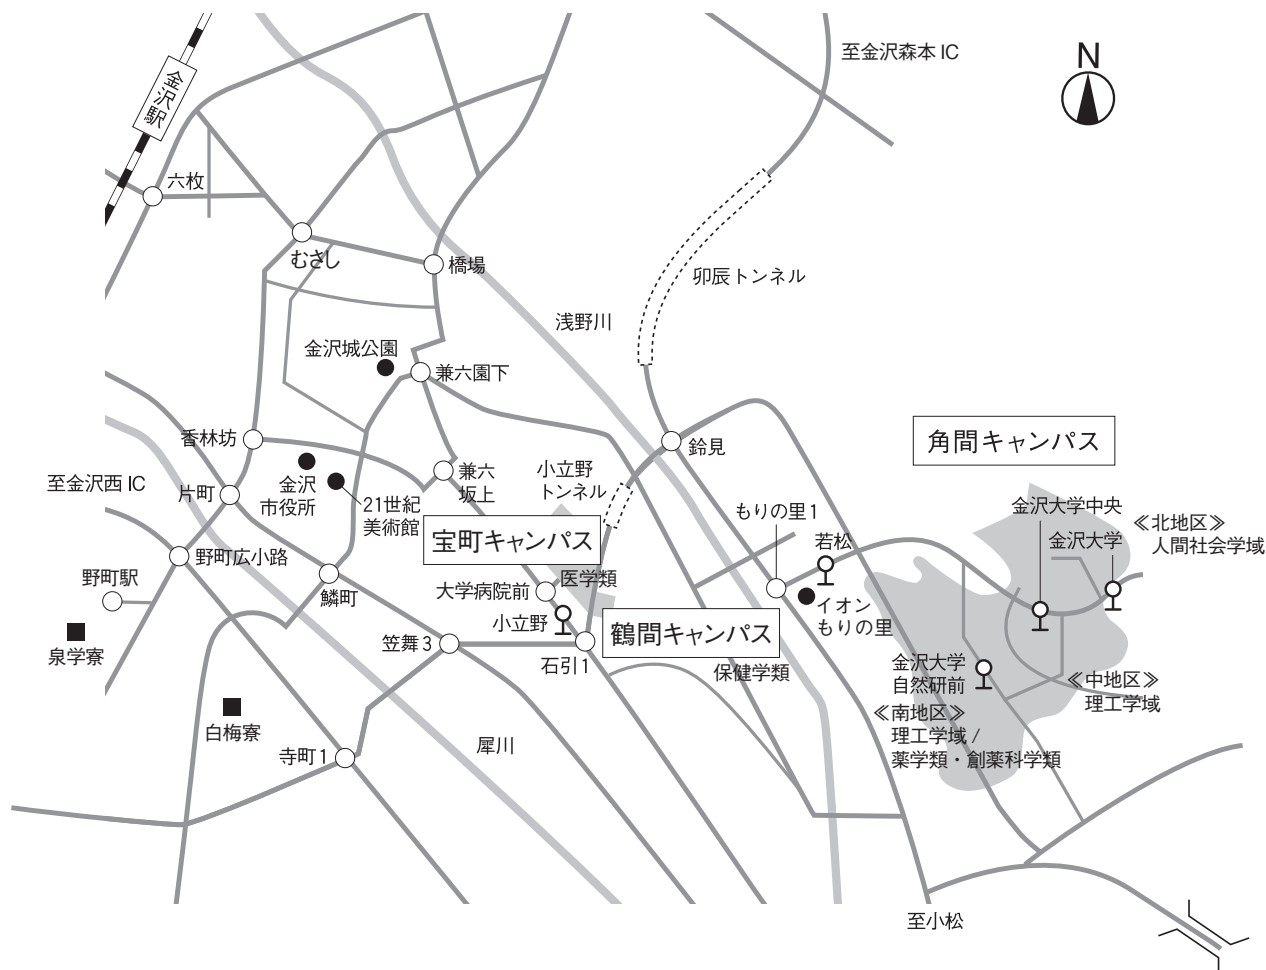 至金沢森本 IC
N
金沢駅
六枚
むさし
橋場
卯辰トンネル
浅野川
金沢城公園
兼六園下
香林坊
鈴見
角間キャンパス
至金沢西 IC
片町
金沢
市役所
21世紀
美術館
兼六
坂上
小立野
トンネル
もりの里1
金沢大学中央
≪北地区≫
人間社会学域
金沢大学
若松
宝町キャンパス
野町広小路
野町駅
鱗町
大学病院前
医学類
イオン
もりの里
泉学寮
小立野
鶴間キャンパス
笠舞3
石引1
保健学類
金沢大学
自然研前
≪中地区≫
理工学域
≪南地区≫
理工学域 /
薬学類・創薬科学類
白梅寮
寺町1
犀川
至小松